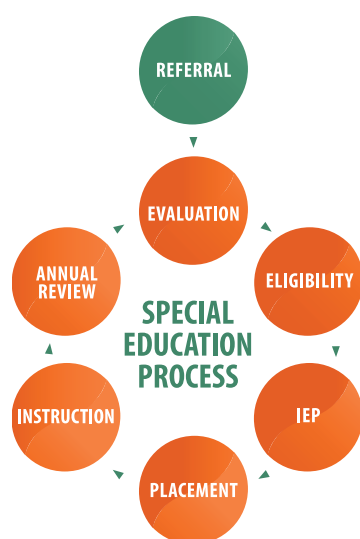 REFERRAL
EVALUATION
ELIGIBILITY
IEP
PLACEMENT
INSTRUCTION
ANNUAL
REVIEW
SPECIAL
EDUCATION
PROCESS